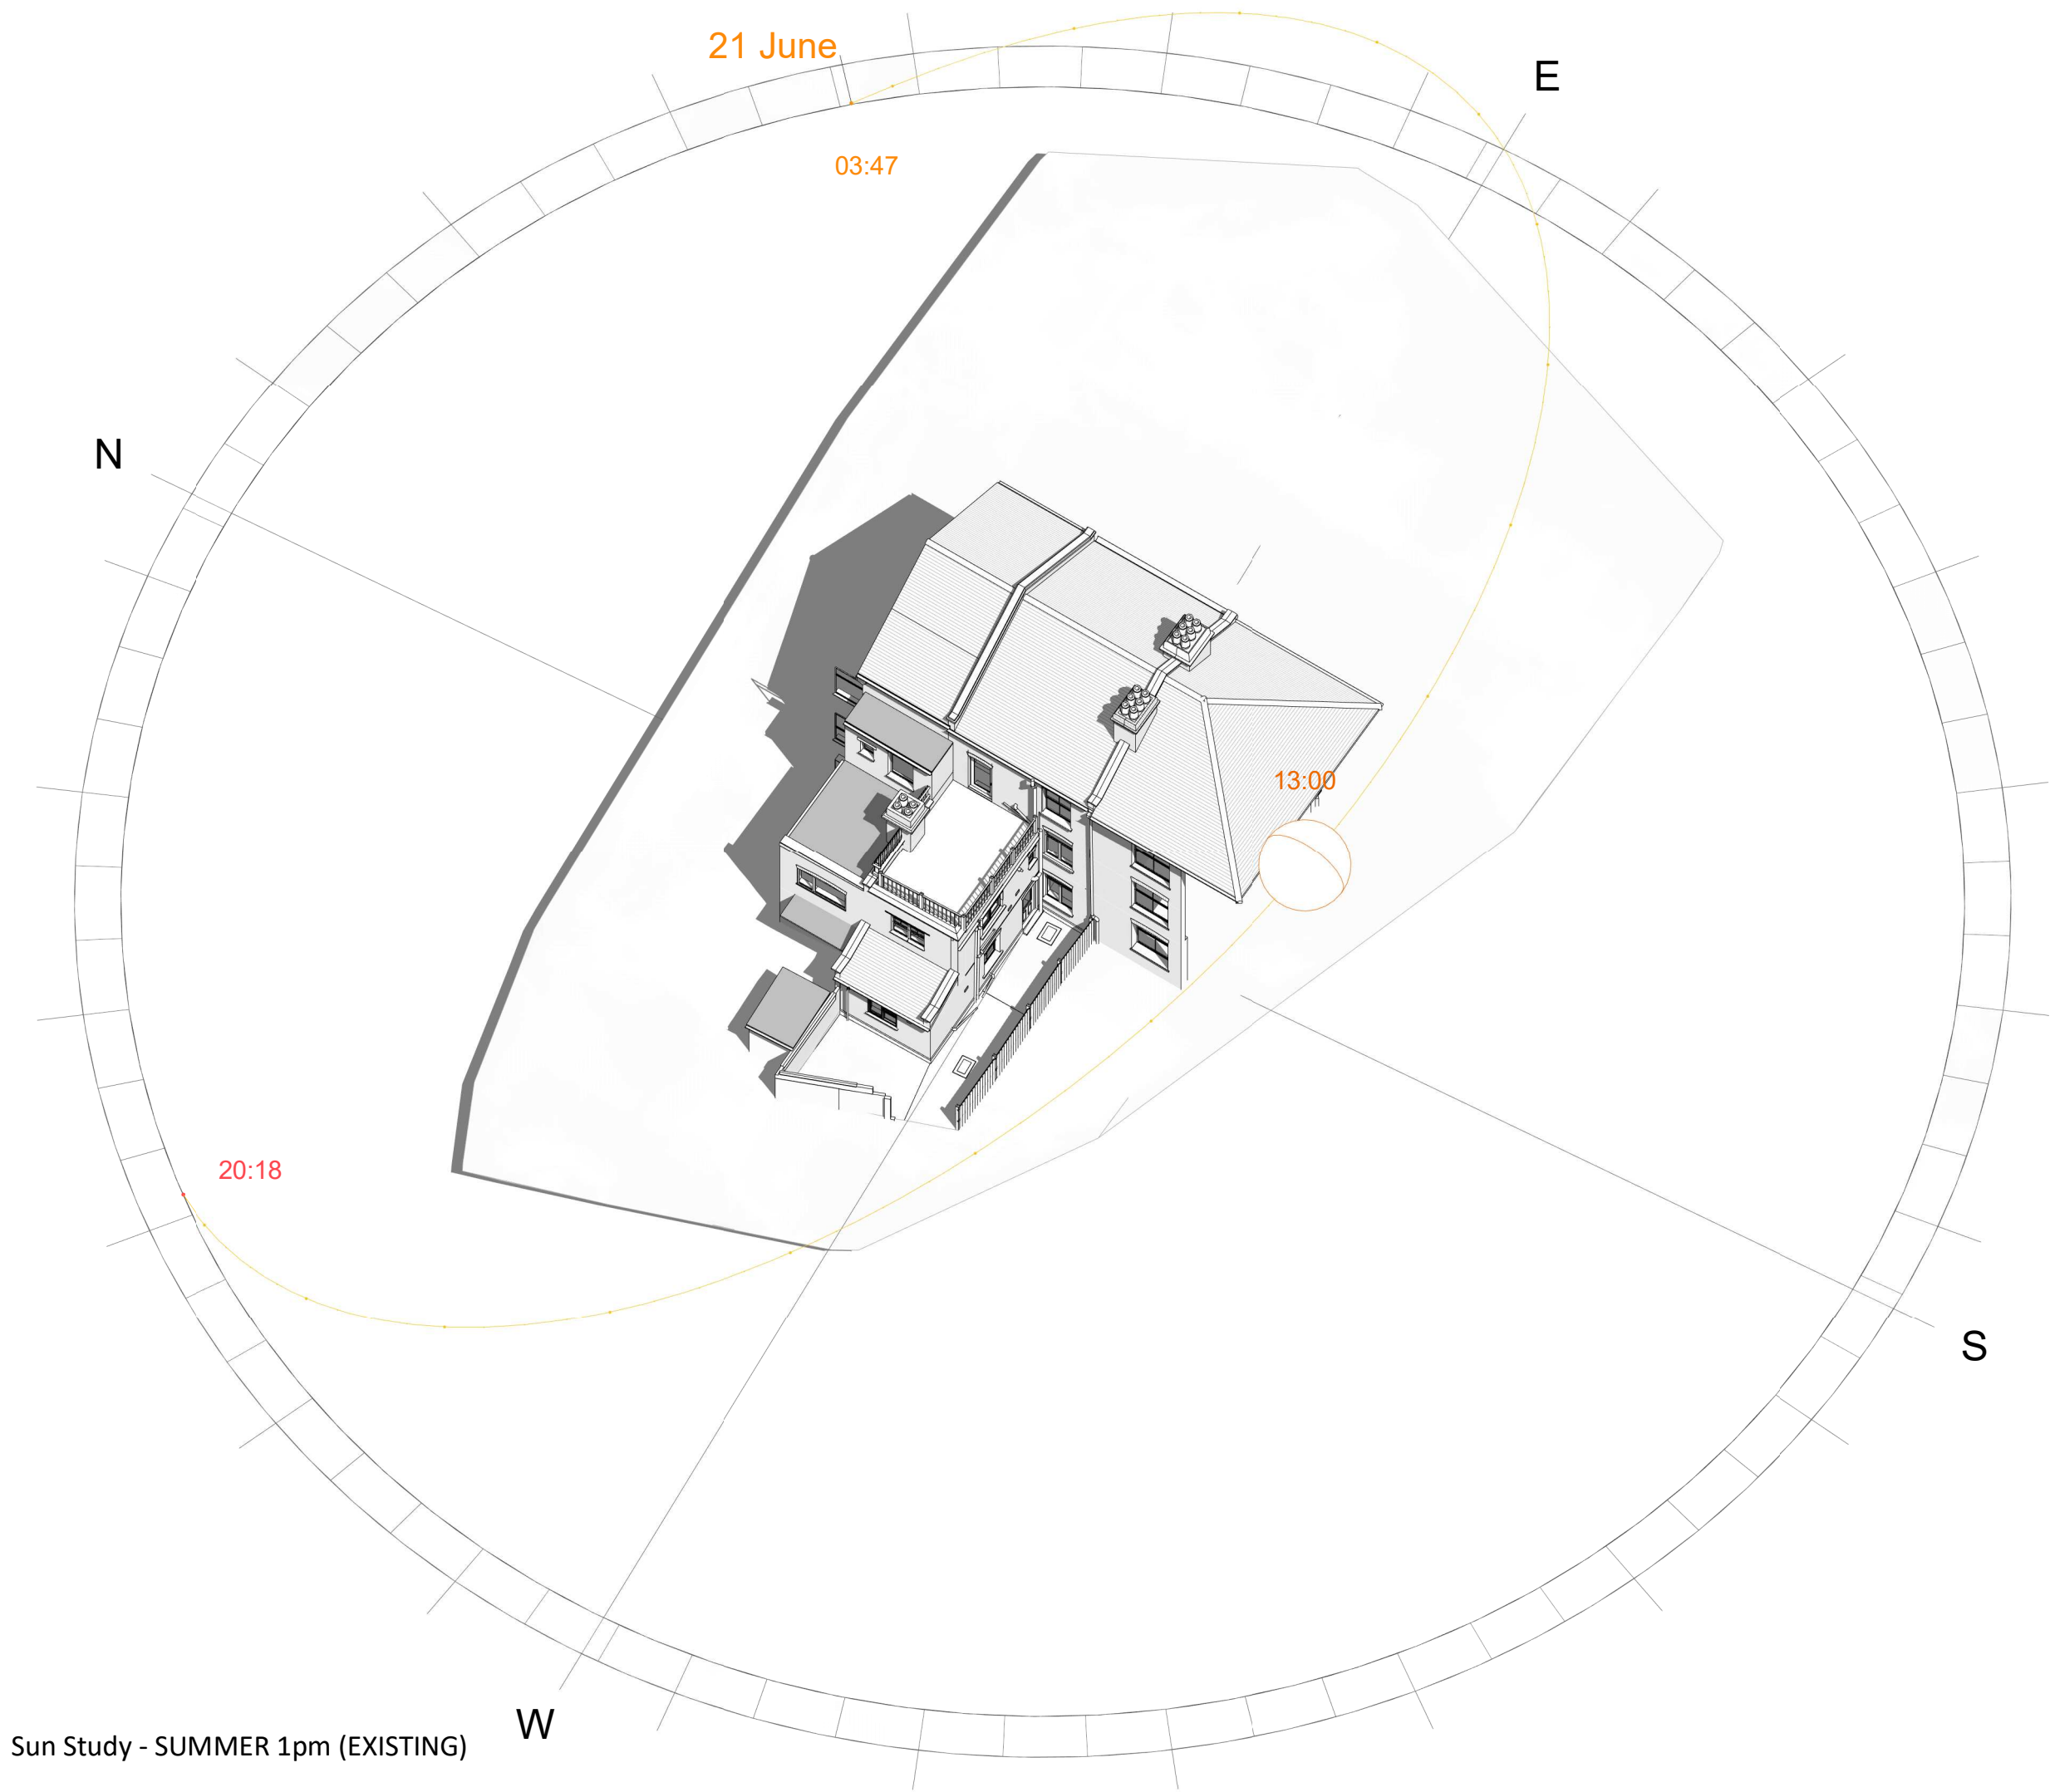 21 June
E
03:47
N
13:00
20:18
S
W
Sun Study - SUMMER 1pm (EXISTING)